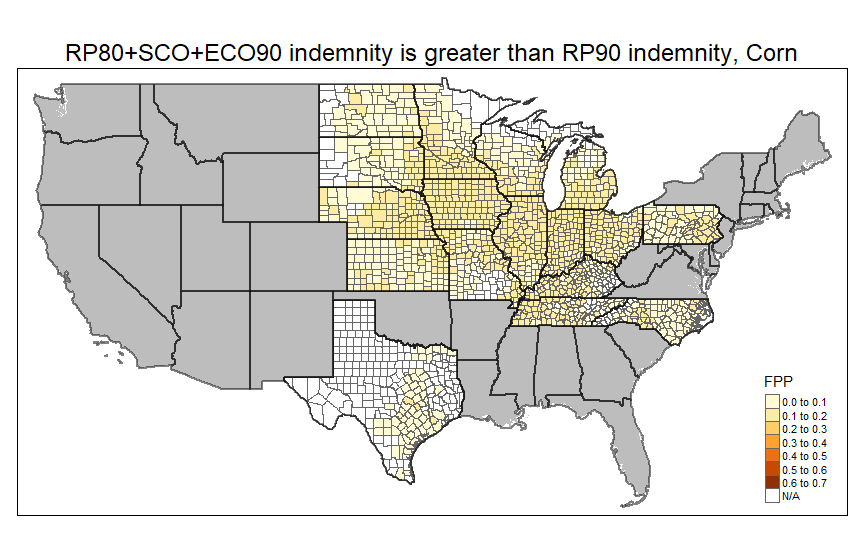 RP80+SCO+ECO90 indemnity is greater than RP90 indemnity, Corn
FPP
0.0 to 0.1
0.1 to 0.2
0.2 to 0.3
0.3 to 0.4
0.4 to 0.5
0.5 to 0.6
0.6 to 0.7
N/A